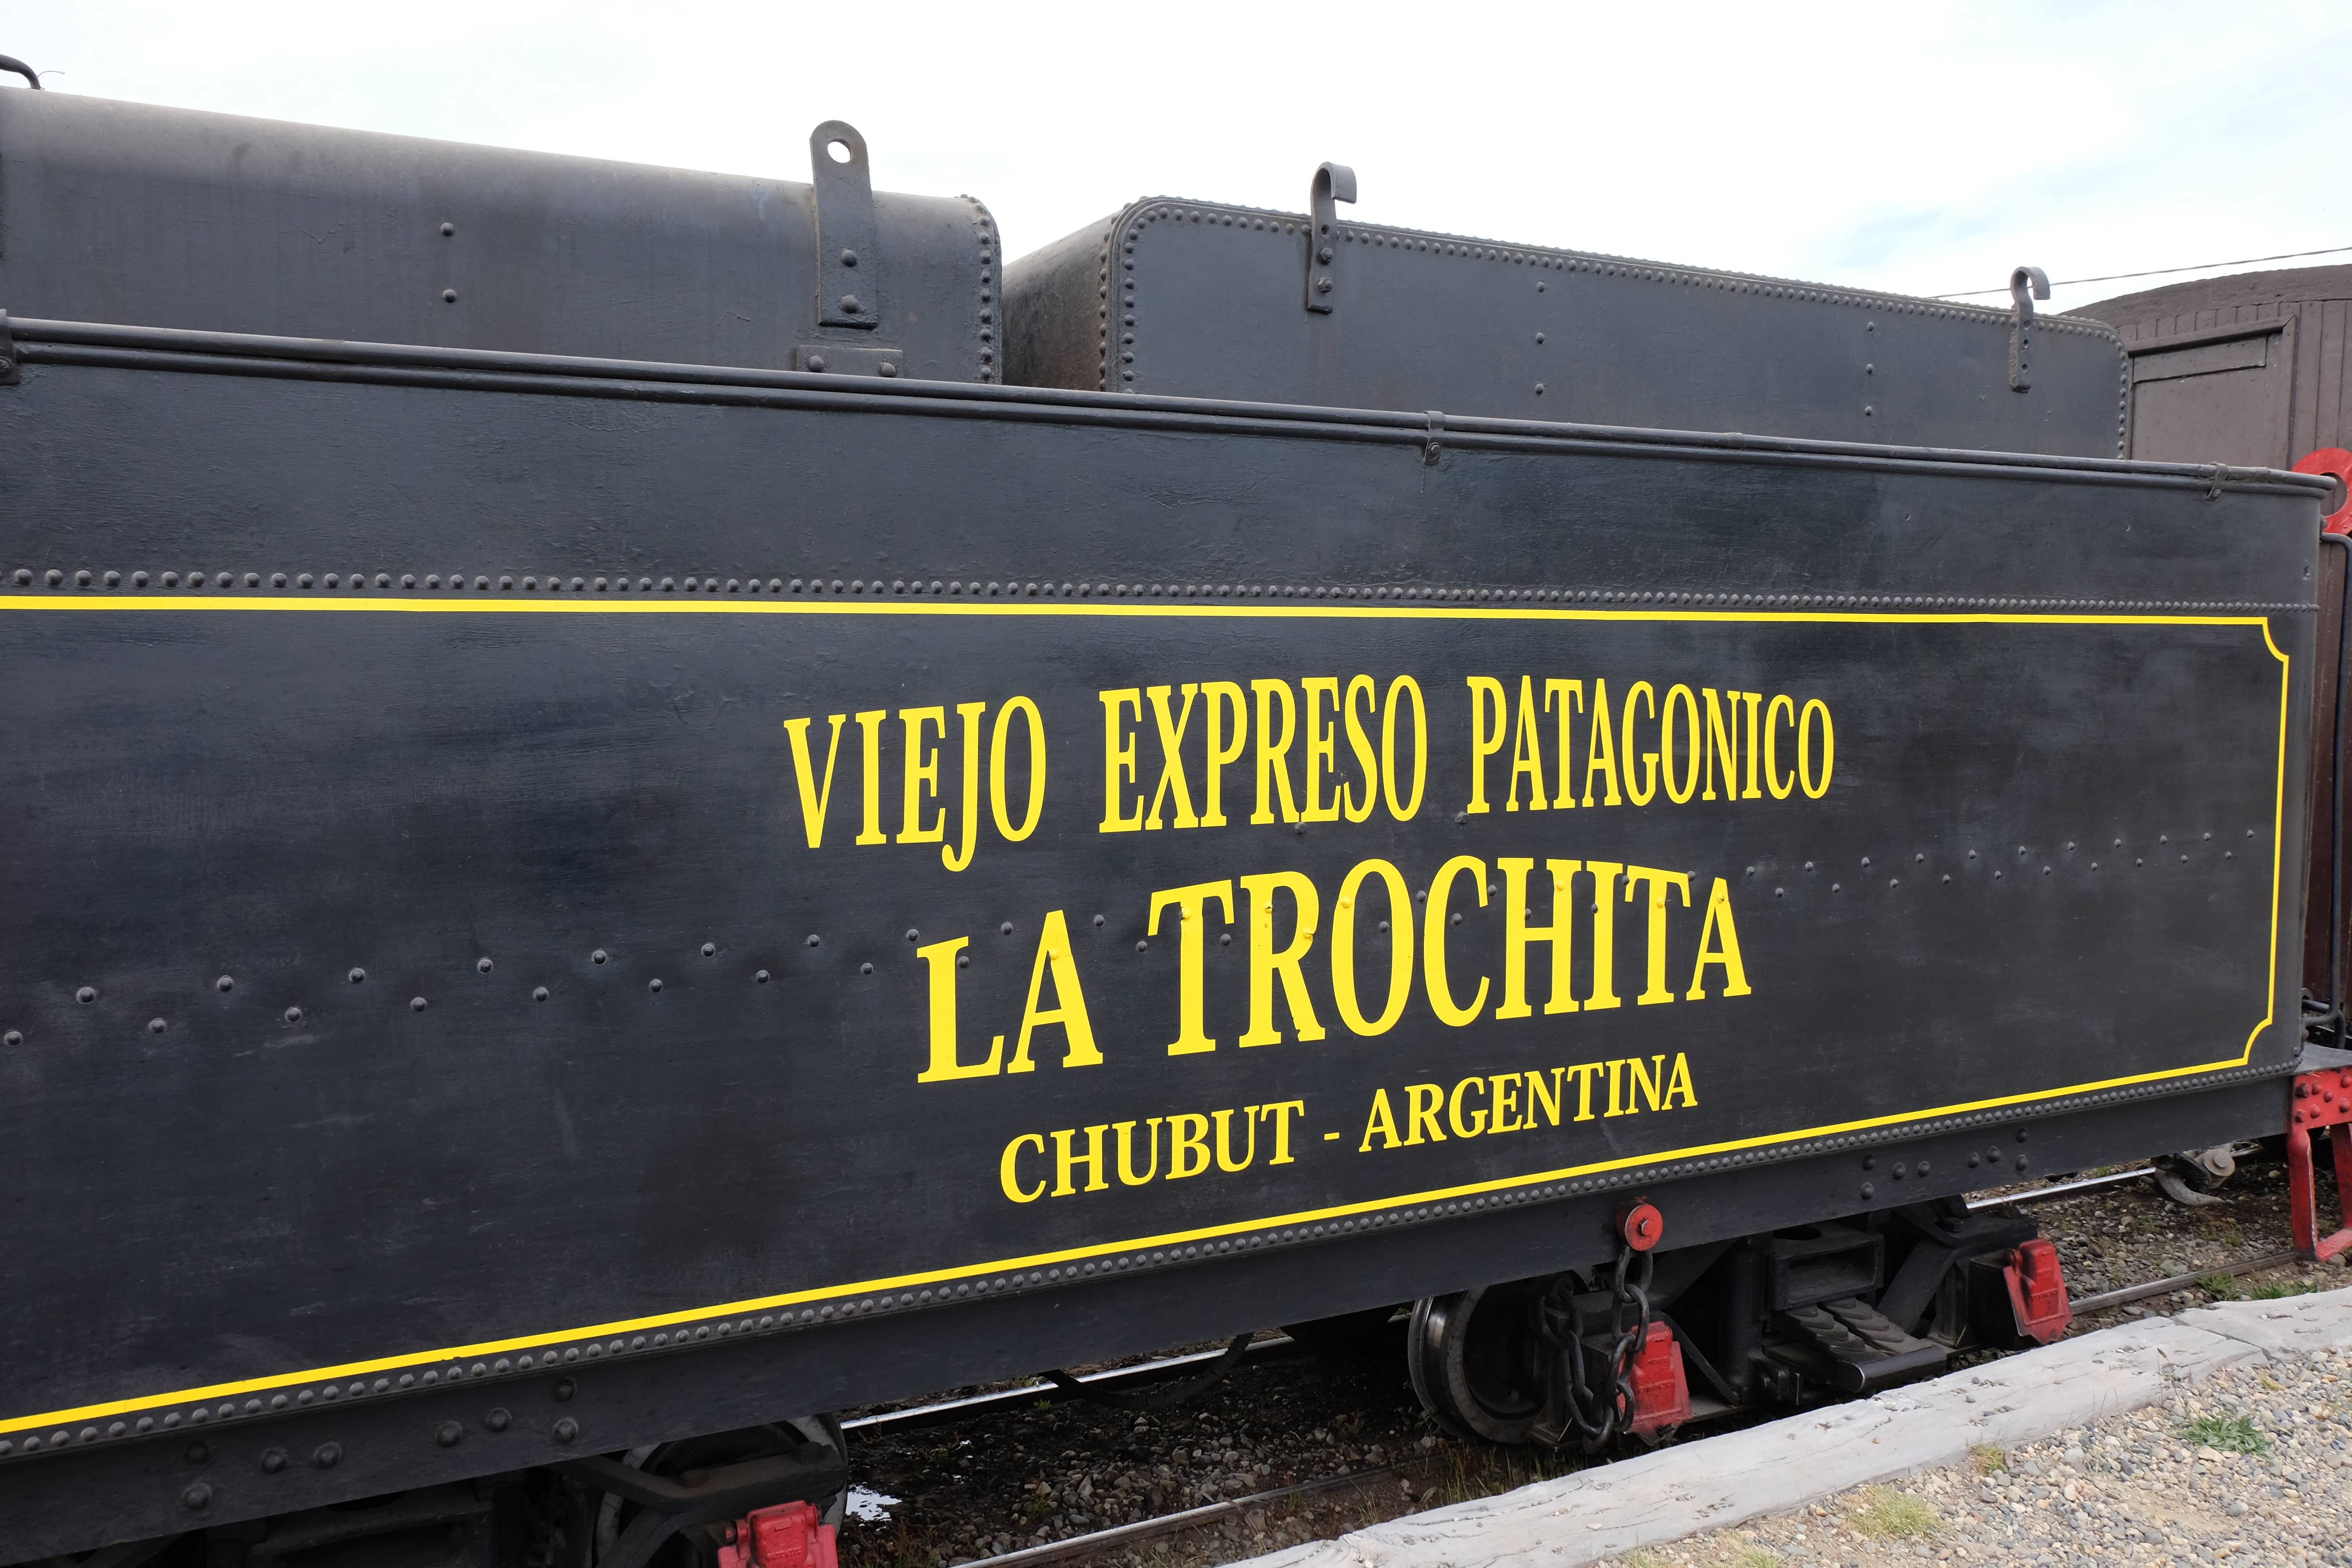 VIEJO EXPRESO PATAGONICO
LA TROCHITA
CHUBUT - ARGENTINA